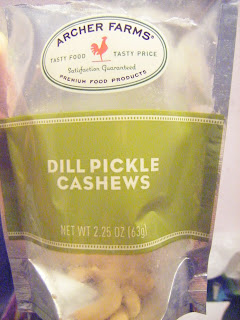 ARCHER FARMS®
TASTY FOOD TASTY PRICE
Satisfaction Guaranteed
PREMIUM FOOD PRODUCTS
DILL PICKLE
CASHEWS
NET WT 2.25 OZ (63g)